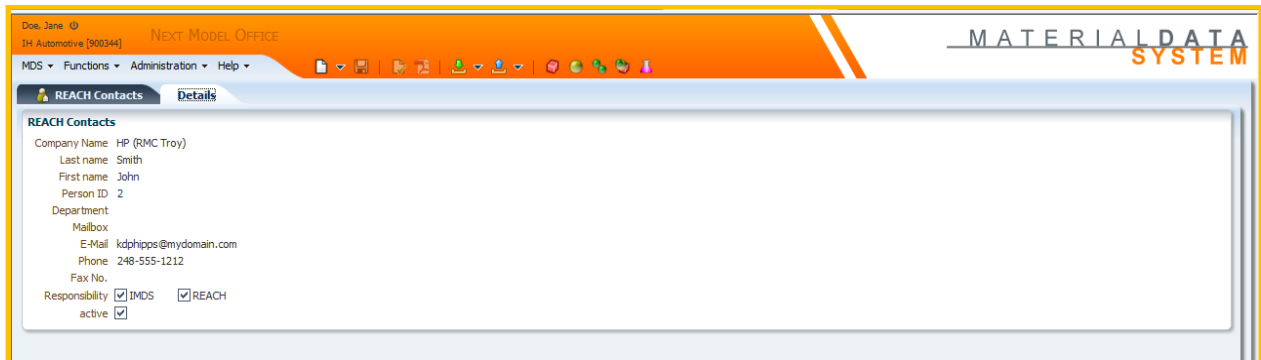 Doe, Jane
IH Automotive [900344]
NEXT MODEL OFFICE
MATERIALDATA
SYSTEM
MDS Functions Administration Help
REACH Contacts Details
REACH Contacts
Company Name HP (RMC Troy)
Last name Smith
First name John
Person ID 2
Department
Mailbox
E-Mail kdphipps@mydomain.com
Phone 248-555-1212
Fax No.
Responsibility IMDS REACH
active